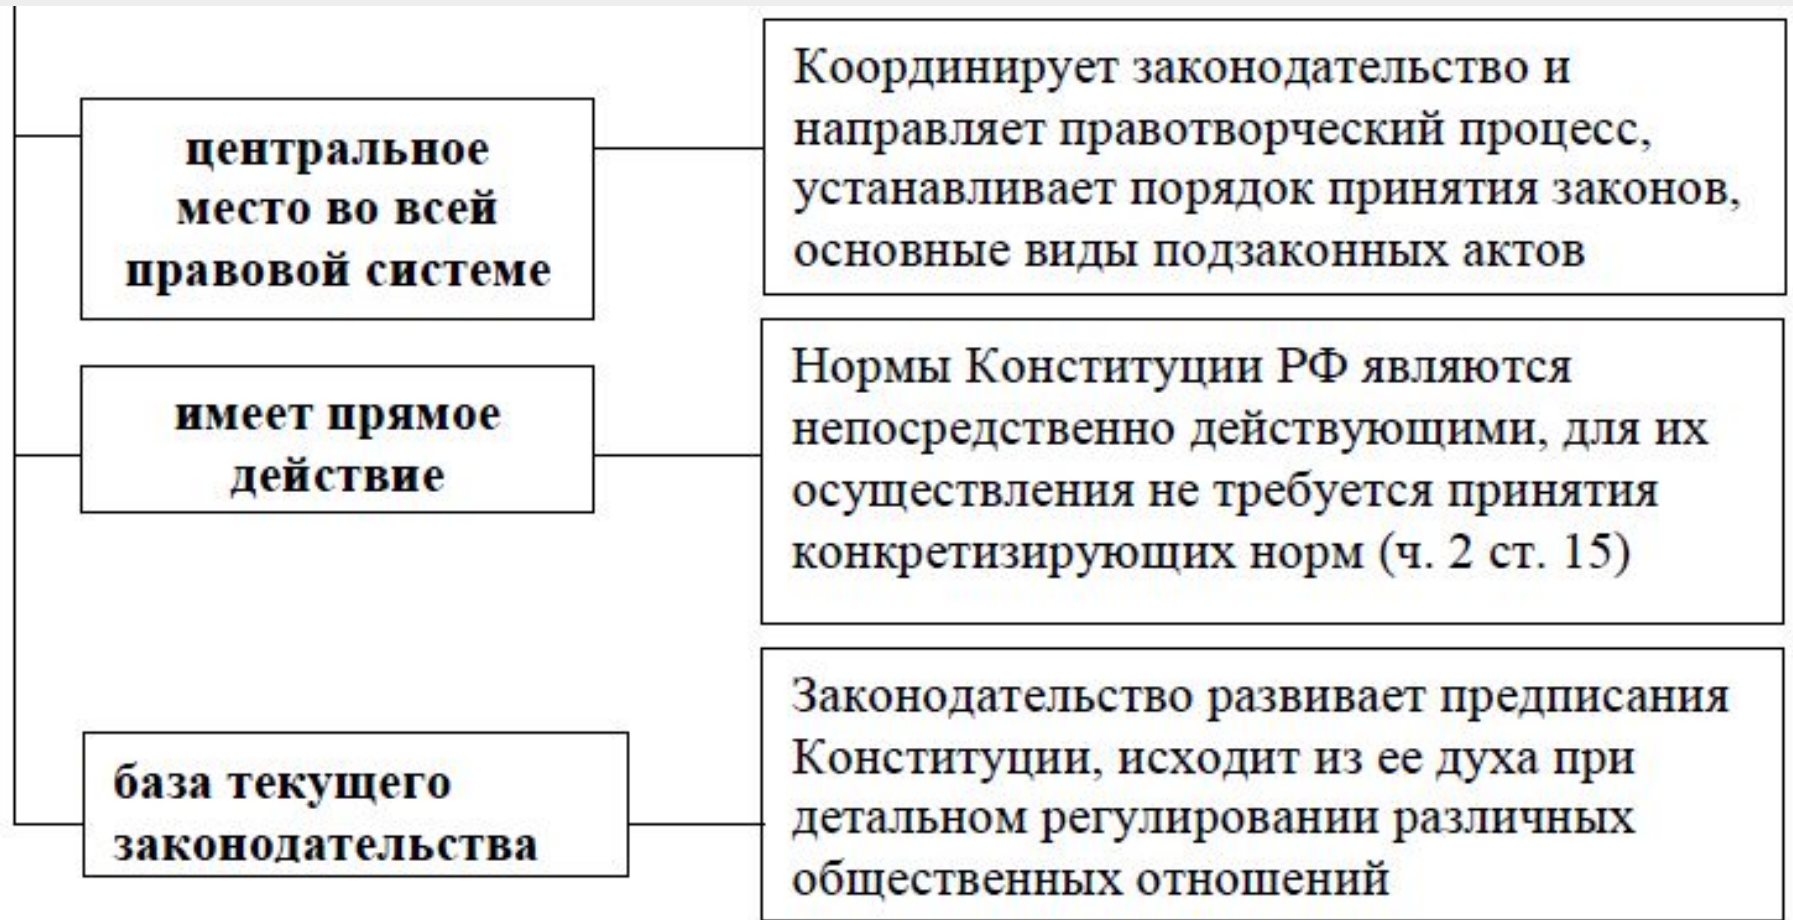 центральное
место во всей
правовой системе
Координирует законодательство и
направляет правотворческий процесс,
устанавливает порядок принятия законов,
основные виды подзаконных актов
имеет прямое
действие
Нормы Конституции РФ являются
непосредственно действующими, для их
осуществления не требуется принятия
конкретизирующих норм (ч. 2 ст. 15)
база текущего
законодательства
Законодательство развивает предписания
Конституции, исходит из ее духа при
детальном регулировании различных
общественных отношений